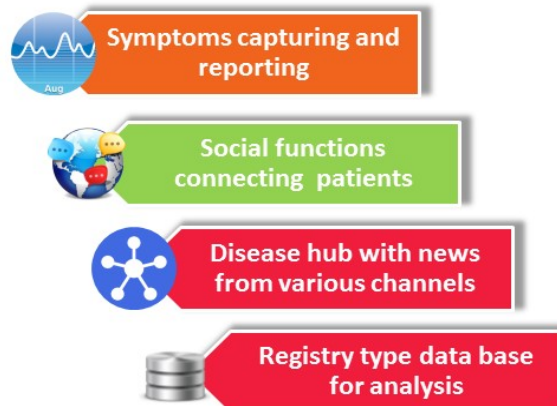 Symptoms capturing and
reporting
Aug
Social functions
connecting patients
Disease hub with news
from various channels
Registry type data base
for analysis